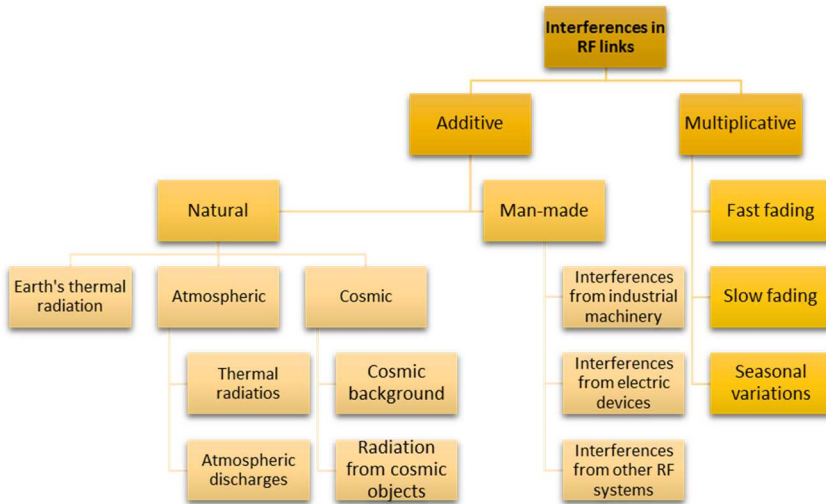 Interferences in
RF links
Additive
Multiplicative
Natural
Man-made
Fast fading
Earth's thermal
radiation
Atmospheric
Cosmic
Interferences
from industrial
machinery
Slow fading
Thermal
radiatios
Cosmic
background
Interferences
from electric
devices
Seasonal
variations
Atmospheric
discharges
Radiation
from cosmic
objects
Interferences
from other RF
systems